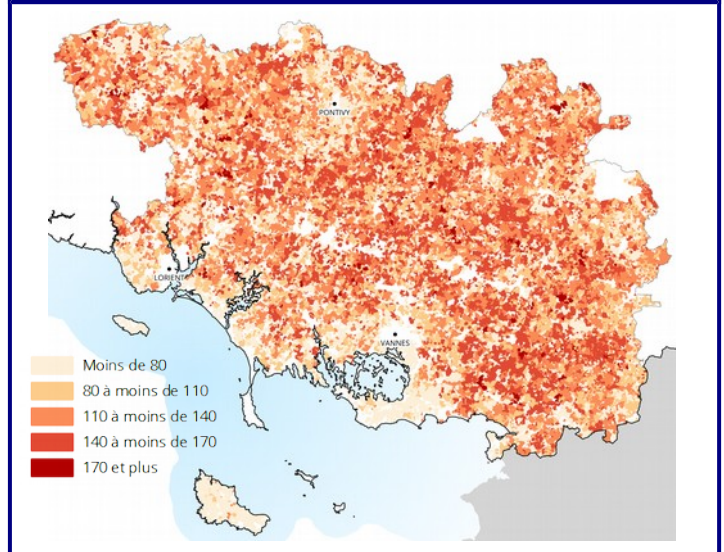 PONTIVY
LORIENT
VANNES
Moins de 80
80 à moins de 110
110 à moins de 140
140 à moins de 170
170 et plus